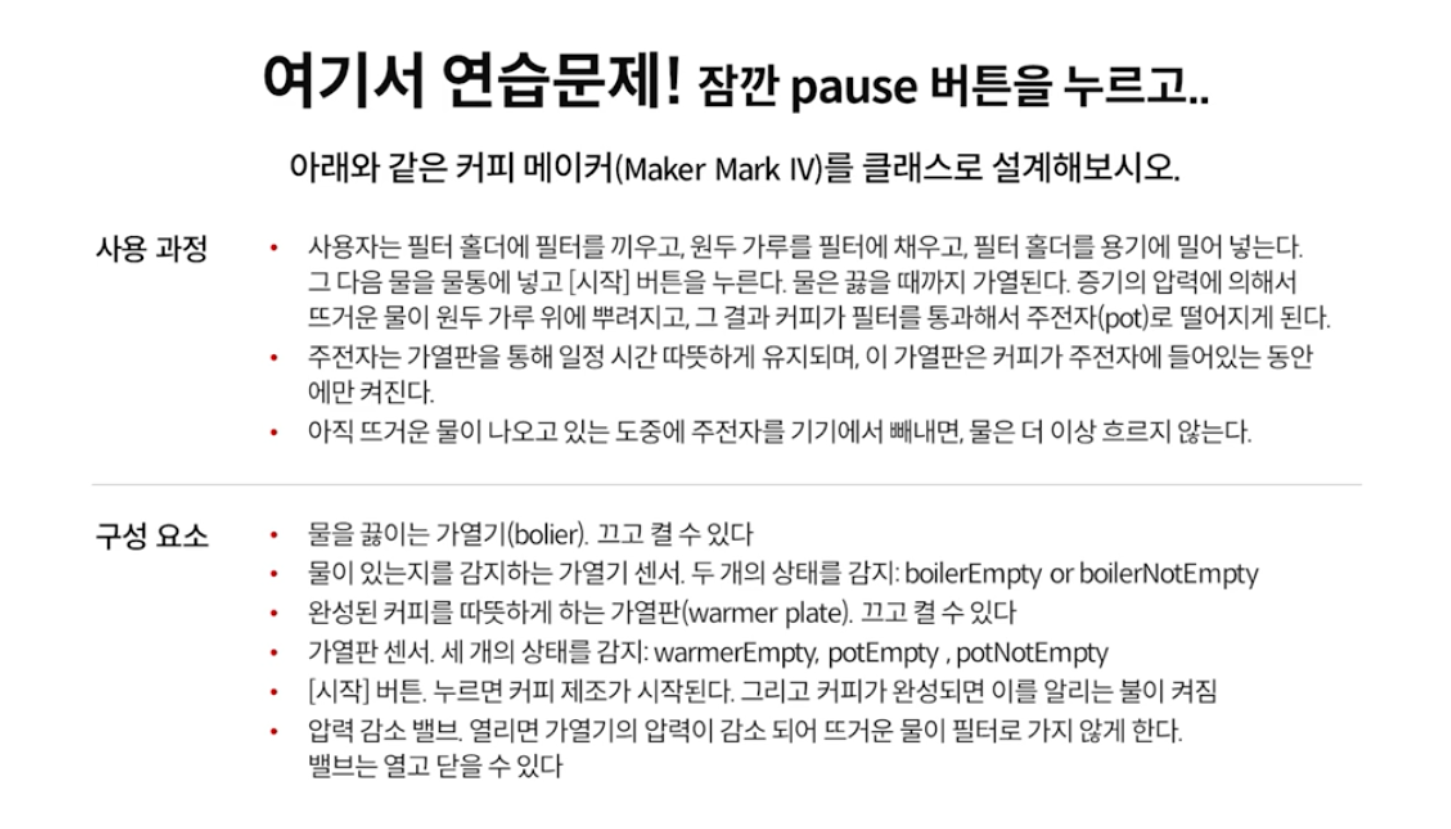 여기서 연습문제! 잠깐 pause 버튼을 누르고..
아래와 같은 커피 메이커(Maker Mark IV)를 클래스로 설계해보시오.
사용 과정
• 사용자는 필터 홀더에 필터를 끼우고, 원두 가루를 필터에 채우고, 필터 홀더를 용기에 밀어 넣는다.
그 다음 물을 물통에 넣고 [시작] 버튼을 누른다. 물은 끓을 때까지 가열된다. 증기의 압력에 의해서
뜨거운 물이 원두 가루 위에 뿌려지고, 그 결과 커피가 필터를 통과해서 주전자(pot)로 떨어지게 된다.
• 주전자는 가열판을 통해 일정 시간 따뜻하게 유지되며, 이 가열판은 커피가 주전자에 들어있는 동안
에만 켜진다.
• 아직 뜨거운 물이 나오고 있는 도중에 주전자를 기기에서 빼내면, 물은 더 이상 흐르지 않는다.
구성 요소
• 물을 끓이는 가열기(bolier). 끄고 켤 수 있다
• 물이 있는지를 감지하는 가열기 센서. 두 개의 상태를 감지: boilerEmpty or boilerNotEmpty
• 완성된 커피를 따뜻하게 하는 가열판(warmer plate). 끄고 켤 수 있다
• 가열판 센서. 세 개의 상태를 감지: warmerEmpty, potEmpty , potNotEmpty
• [시작] 버튼. 누르면 커피 제조가 시작된다. 그리고 커피가 완성되면 이를 알리는 불이 켜짐
• 압력 감소 밸브. 열리면 가열기의 압력이 감소 되어 뜨거운 물이 필터로 가지 않게 한다.
밸브는 열고 닫을 수 있다